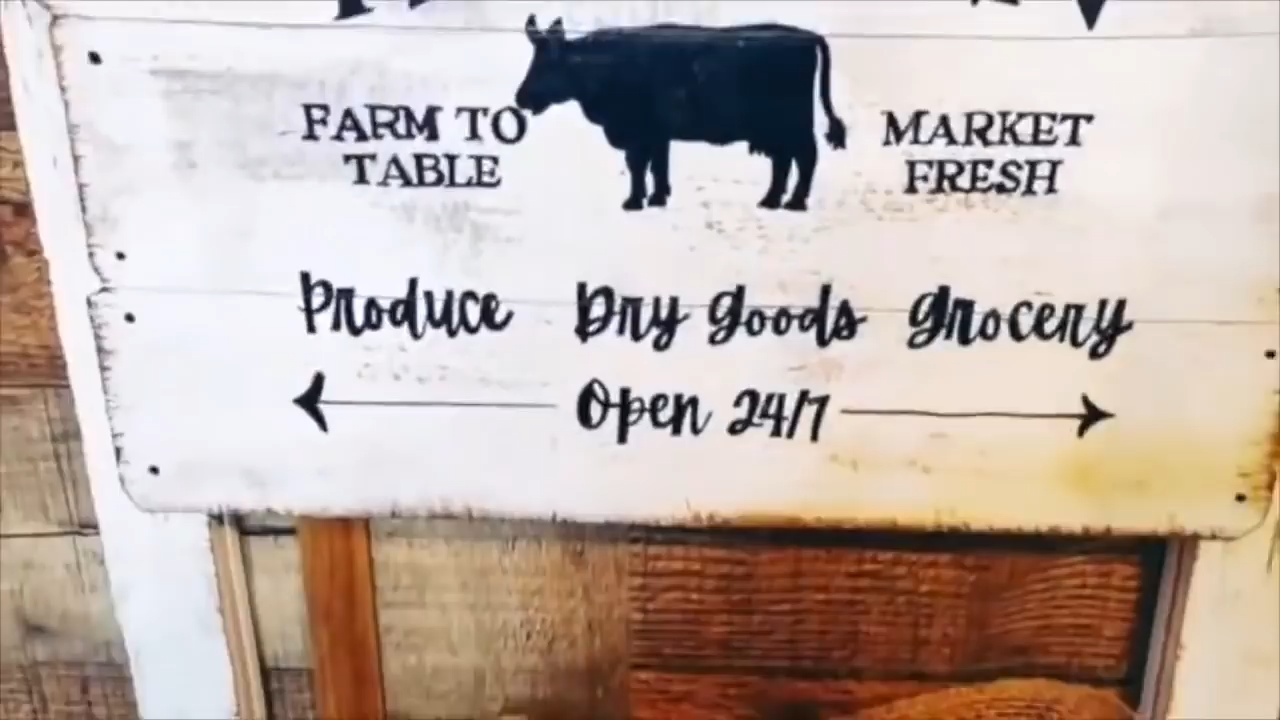 FARM TO
TABLE
MARKET
FRESH
Produce Dry Goods Grocery
Open 24/7